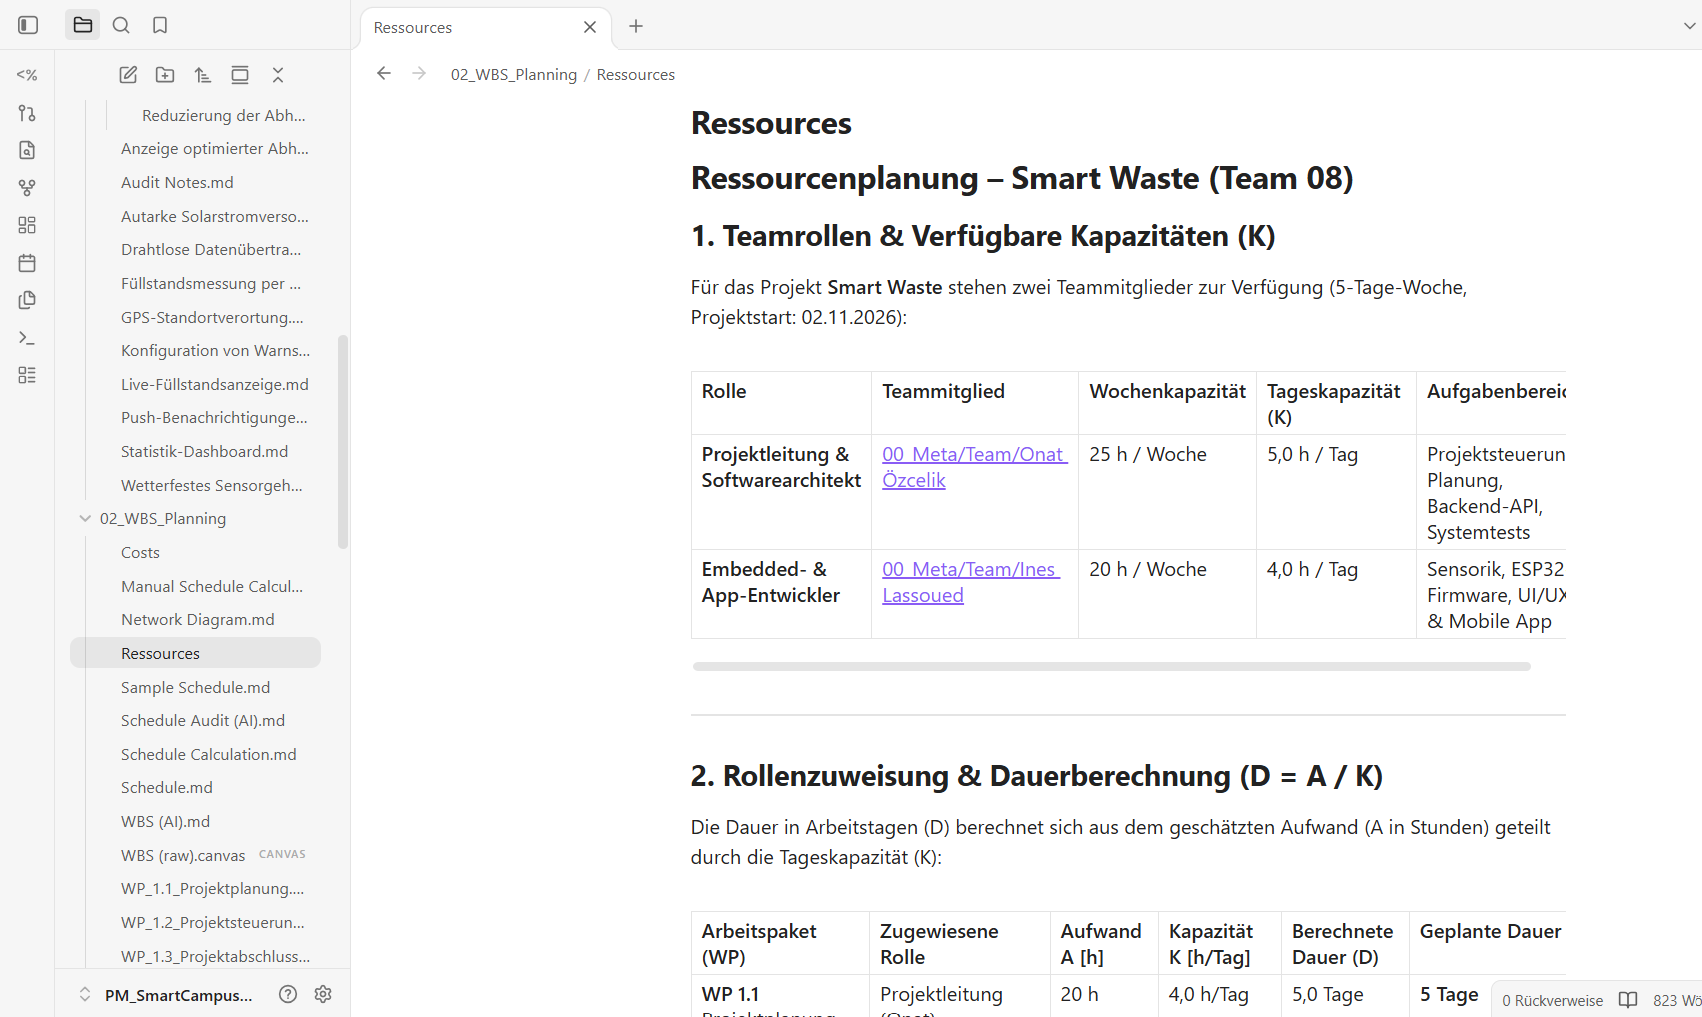 Ressources
02_WBS_Planning / Ressources
<%
Reduzierung der Abh...
Anzeige optimierter Abh...
Audit Notes.md
Autarke Solarstromverso...
Drahtlose Datenübertra...
Füllstandsmessung per ...
GPS-Standortverortung....
Konfiguration von Warns...
Live-Füllstandsanzeige.md
Push-Benachrichtigunge...
Statistik-Dashboard.md
Wetterfestes Sensorgeh...
02_WBS_Planning
Costs
Manual Schedule Calcul...
Network Diagram.md
Ressources
Sample Schedule.md
Schedule Audit (AI).md
Schedule Calculation.md
Schedule.md
WBS (AI).md
WBS (raw).canvas CANVAS
WP_1.1_Projektplanung....
WP_1.2_Projektsteuerun...
WP_1.3_Projektabschluss...
PM_SmartCampus...
Ressources
Ressourcenplanung – Smart Waste (Team 08)
1. Teamrollen & Verfügbare Kapazitäten (K)
Für das Projekt Smart Waste stehen zwei Teammitglieder zur Verfügung (5-Tage-Woche,
Projektstart: 02.11.2026):
Rolle Teammitglied Wochenkapazität Tageskapazität Aufgabenbereic
(K)
Projektleitung & 00_Meta/Team/Onat_ 25 h / Woche 5,0 h / Tag Projektsteuerun
Softwarearchitekt Özcelik Planung,
Backend-API,
Systemtests
Embedded- & 00_Meta/Team/Ines_ 20 h / Woche 4,0 h / Tag Sensorik, ESP32
App-Entwickler Lassoued Firmware, UI/UX
& Mobile App
2. Rollenzuweisung & Dauerberechnung (D = A / K)
Die Dauer in Arbeitstagen (D) berechnet sich aus dem geschätzten Aufwand (A in Stunden) geteilt
durch die Tageskapazität (K):
Arbeitspaket Zugewiesene Aufwand Kapazität Berechnete Geplante Dauer
(WP) Rolle A [h] K [h/Tag] Dauer (D)
WP 1.1 Projektleitung 20 h 4,0 h/Tag 5,0 Tage 5 Tage
Projektplanung (Onat)
0 Rückverweise 823 Wö